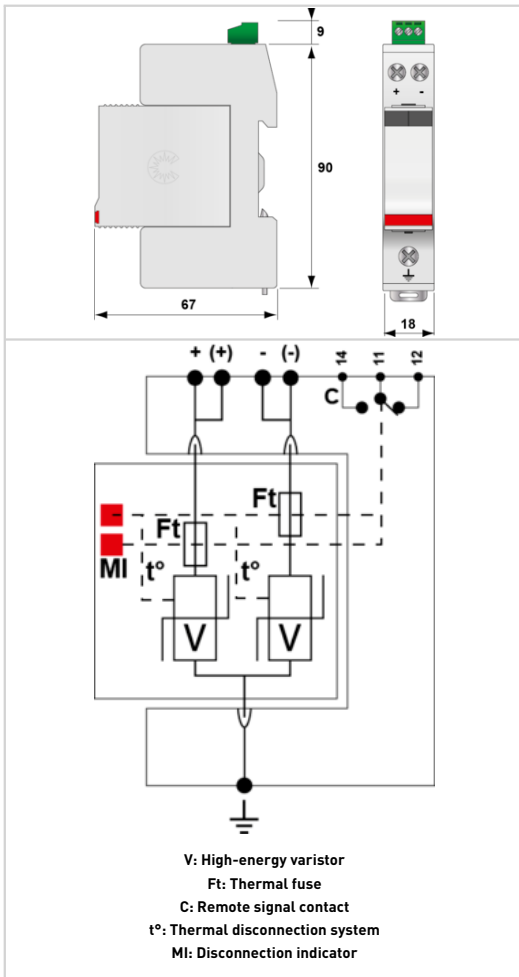 9
+ -
90
67
18
+ (+) - (-) 14 11 12
C
Ft
Ft
MI t° t°
V V
V: High-energy varistor
Ft: Thermal fuse
C: Remote signal contact
t°: Thermal disconnection system
MI: Disconnection indicator